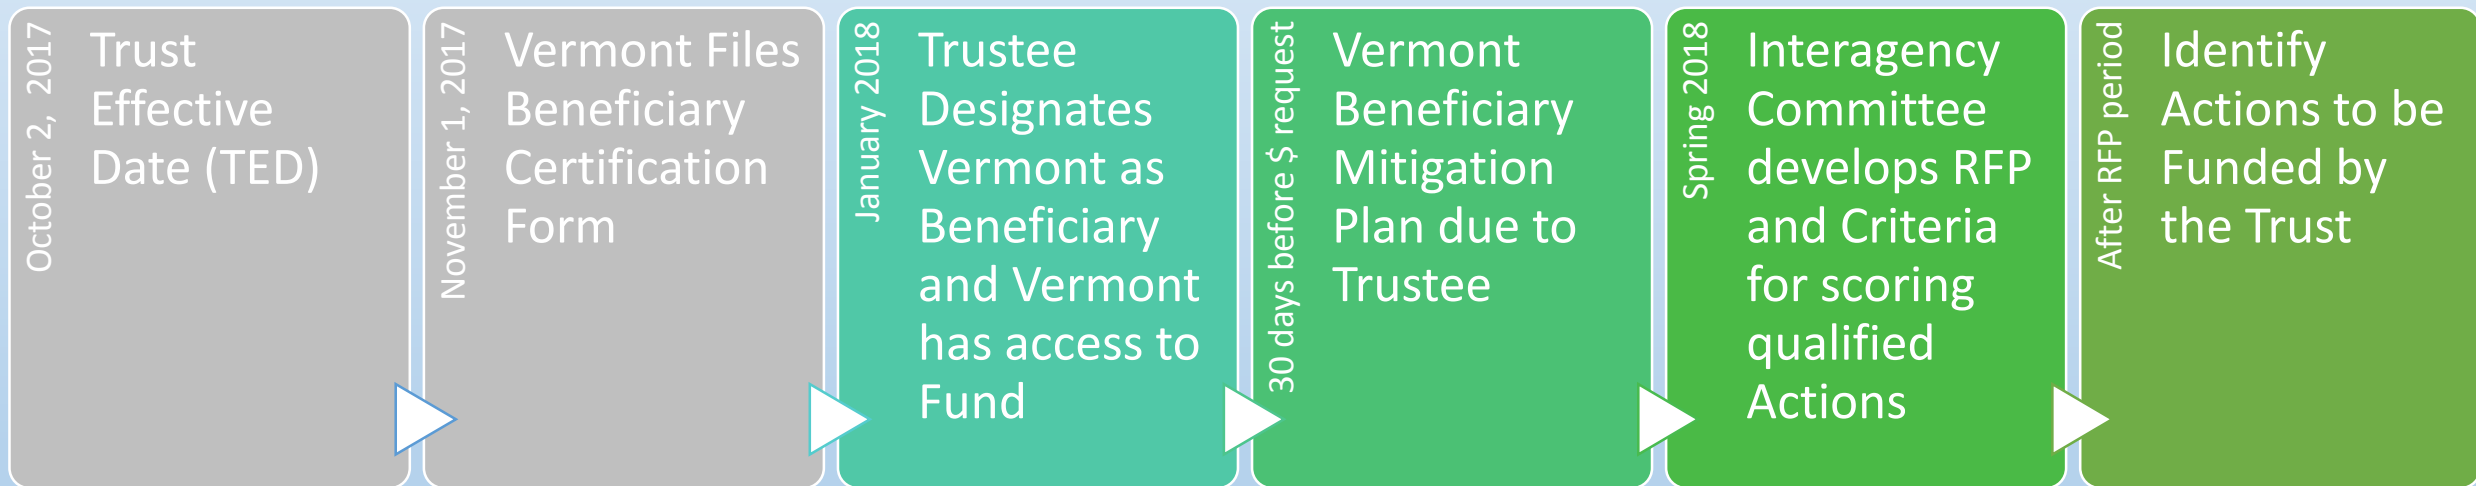 October 2, 2017
Trust
Effective
Date (TED)
November 1, 2017
Vermont Files
Beneficiary
Certification
Form
January 2018
Trustee
Designates
Vermont as
Beneficiary
and Vermont
has access to
Fund
30 days before $ request
Vermont
Beneficiary
Mitigation
Plan due to
Trustee
Spring 2018
Interagency
Committee
develops RFP
and Criteria
for scoring
qualified
Actions
After RFP period
Identify
Actions to be
Funded by
the Trust